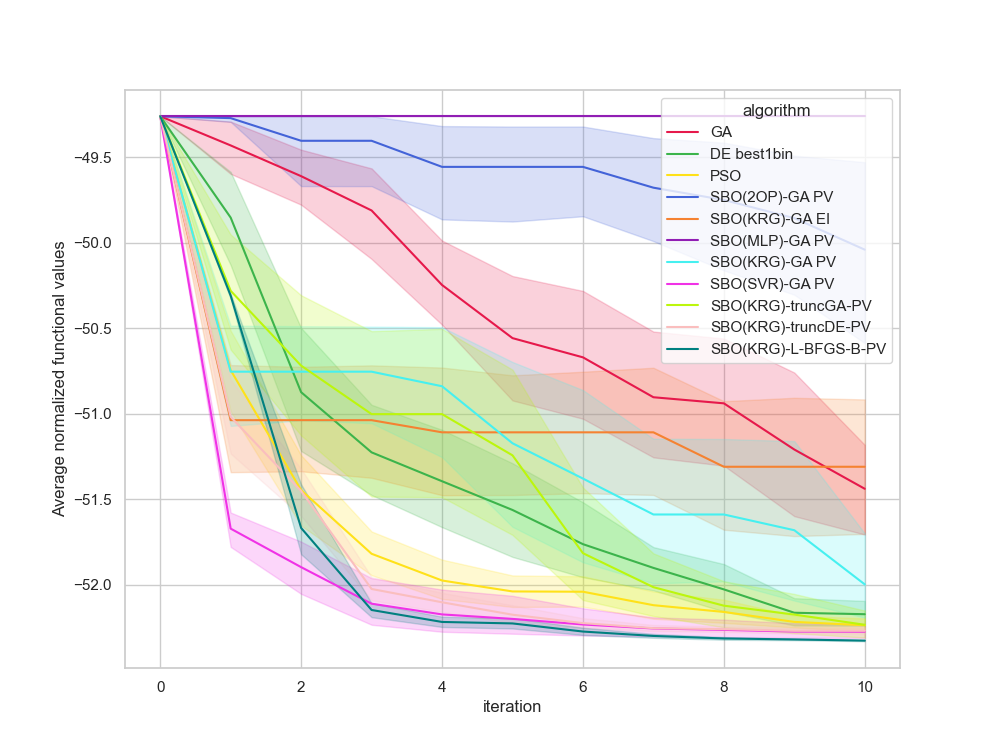 algorithm
GA
DE best1bin
PSO
SBO(2OP)-GA PV
SBO(KRG)-GA EI
SBO(MLP)-GA PV
SBO(KRG)-GA PV
SBO(SVR)-GA PV
SBO(KRG)-truncGA-PV
SBO(KRG)-truncDE-PV
SBO(KRG)-L-BFGS-B-PV
Average normalized functional values
−49.5
−50.0
−50.5
−51.0
−51.5
−52.0
0 2 4 6 8 10
iteration